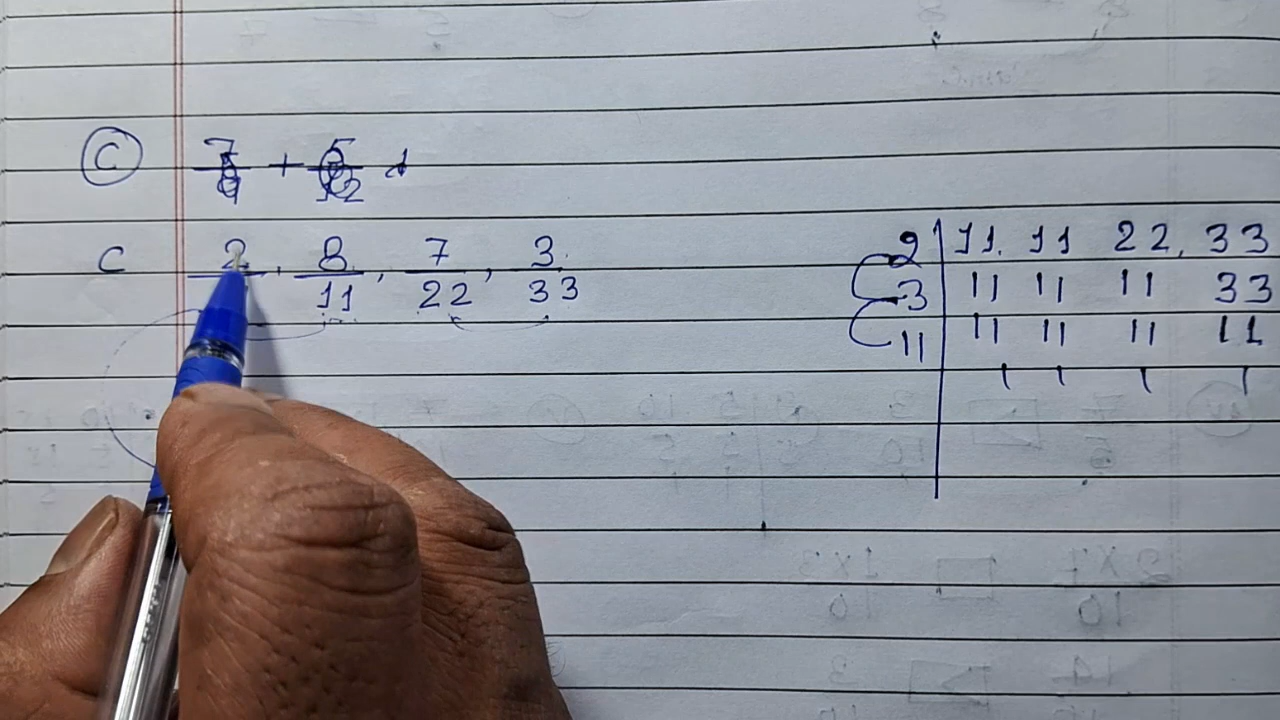 C 7/9 + 5/12
C 2/, 8/11, 7/22, 3/33
2 | 11, 11 22, 33
3 | 11 11 11 33
11 | 11 11 11 11
1 1 1 1